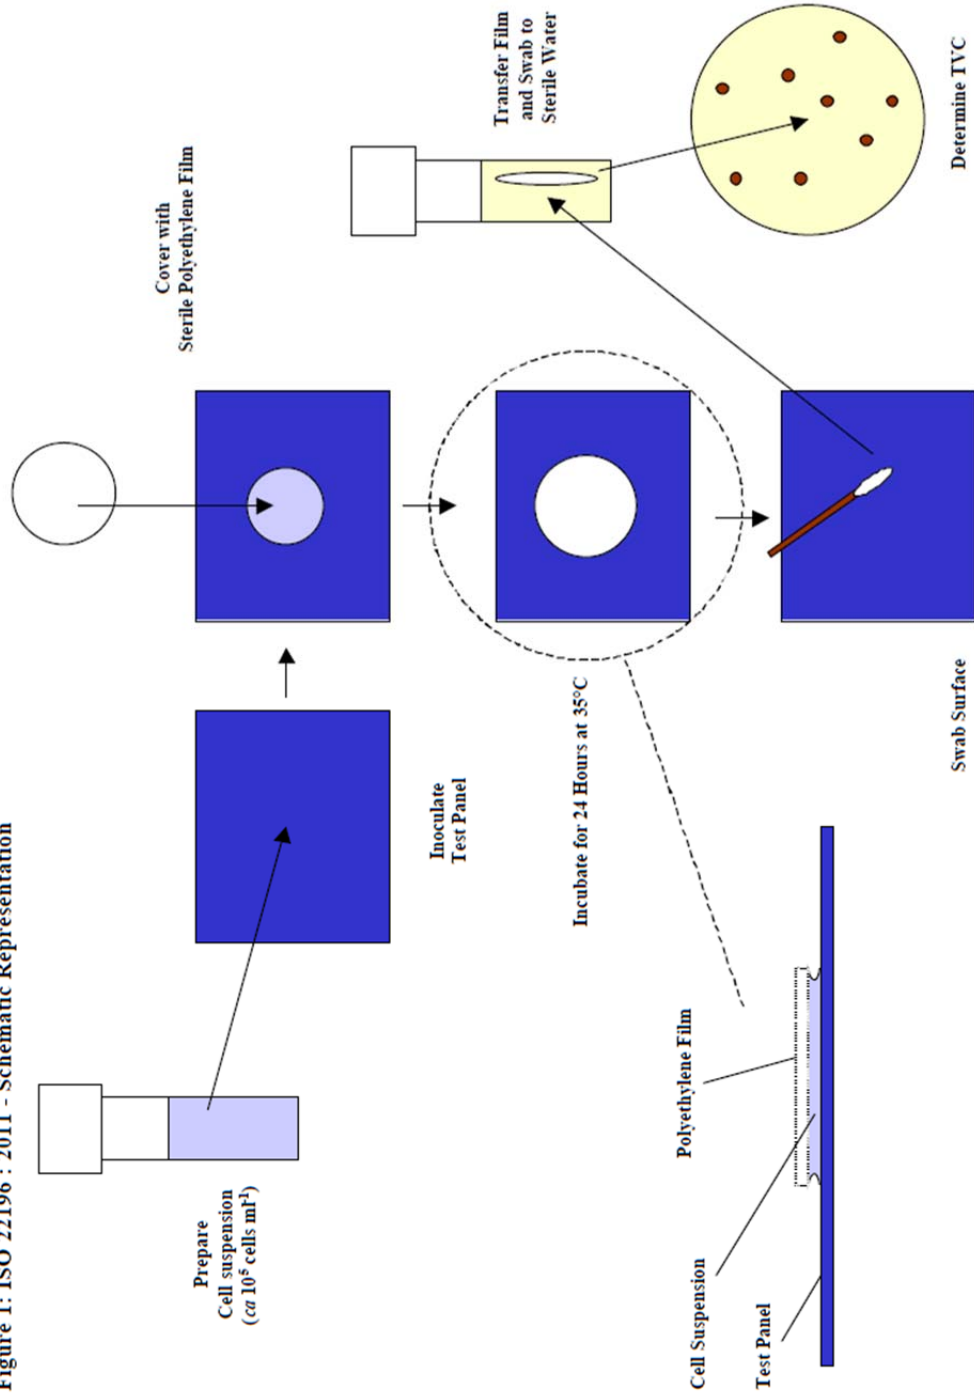 Figure 1: ISO 22196 : 2011 - Schematic Representation
Prepare
Cell suspension
(ca 10⁵ cells ml⁻¹)
Inoculate
Test Panel
Cover with
Sterile Polyethylene Film
Incubate for 24 Hours at 35°C
Transfer Film
and Swab to
Sterile Water
Polyethylene Film
Cell Suspension
Test Panel
Swab Surface
Determine TVC